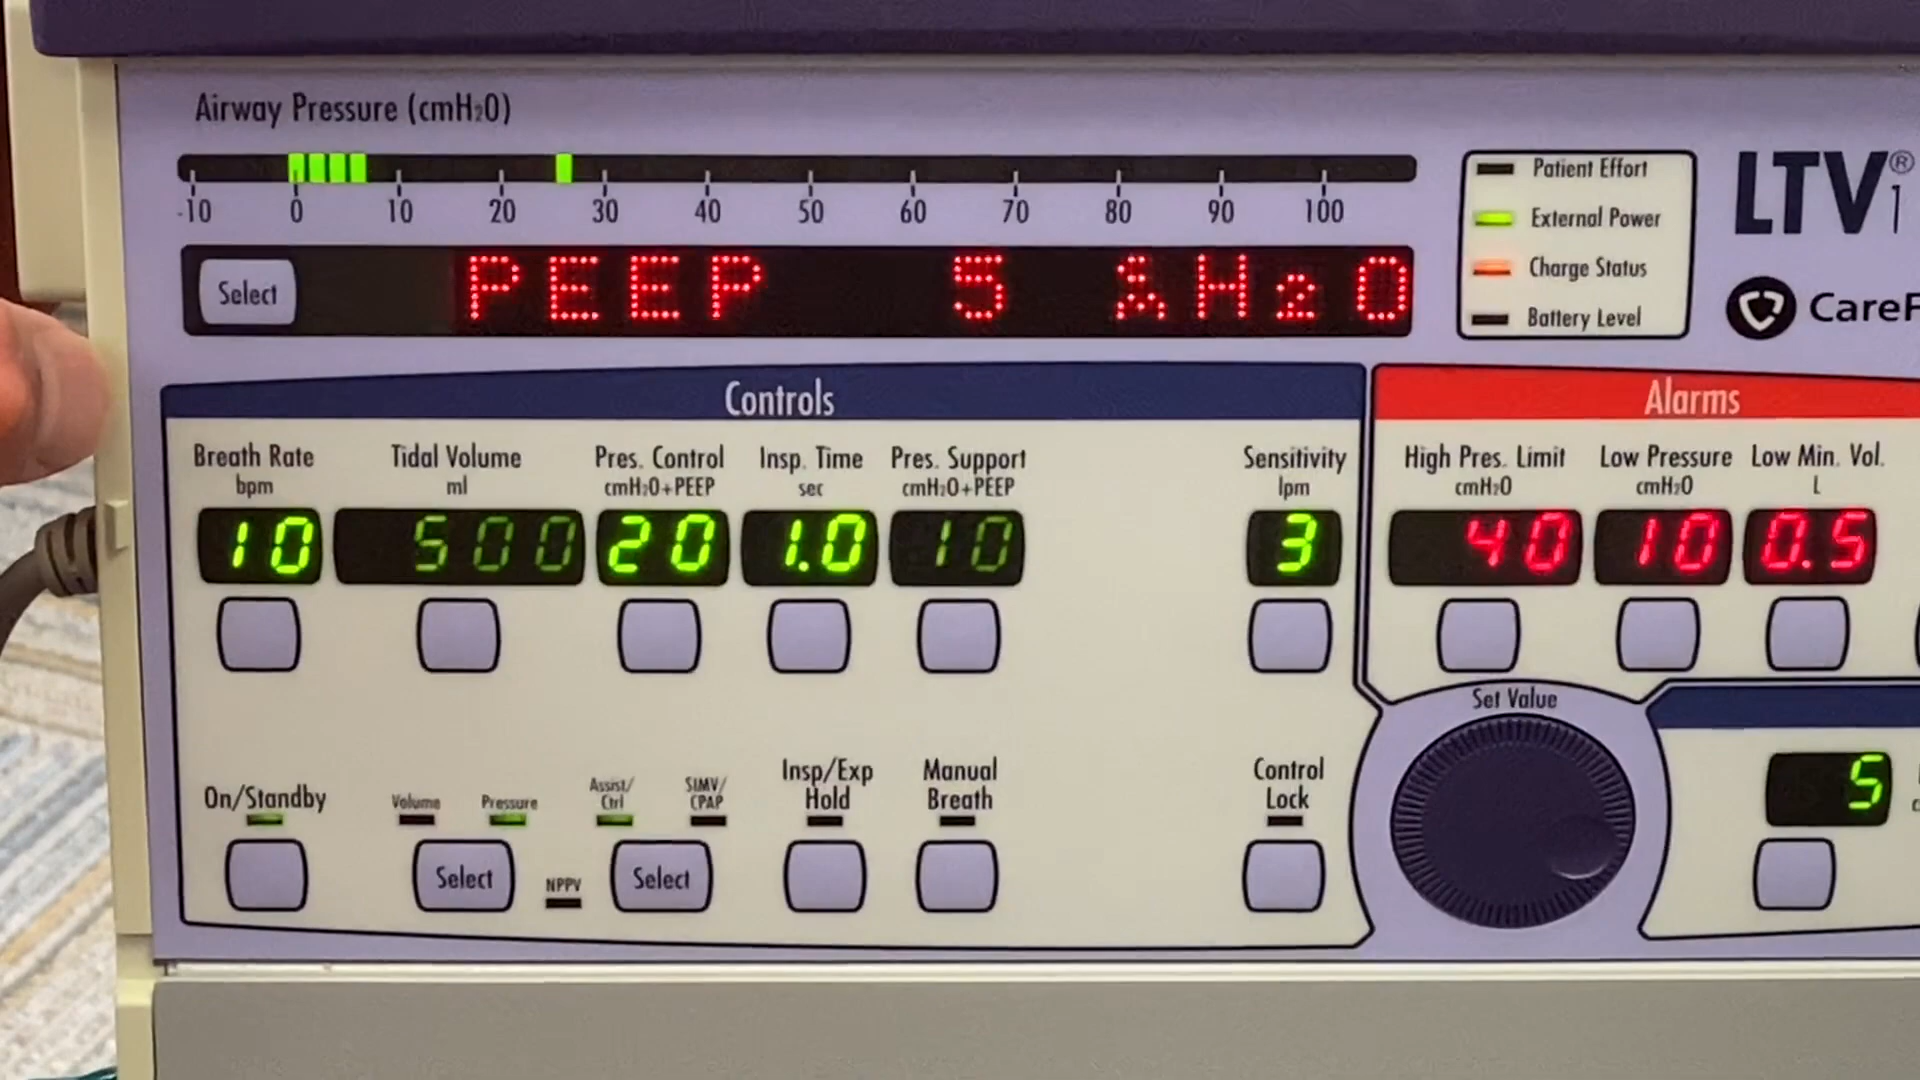 Airway Pressure (cmH₂O)
-10 0 10 20 30 40 50 60 70 80 90 100
Select
PEEP 5 cmH₂O
Patient Effort
External Power
Charge Status
Battery Level
LTV® 1
CareF
Controls
Breath Rate bpm
Tidal Volume ml
Pres. Control cmH₂O+PEEP
Insp. Time sec
Pres. Support cmH₂O+PEEP
Sensitivity lpm
10 500 20 1.0 10 3
Alarms
High Pres. Limit cmH₂O
Low Pressure cmH₂O
Low Min. Vol. L
40 10 0.5
Set Value
On/Standby
Volume
Pressure
Select
NPPV
Assist/ Ctrl
SIMV/ CPAP
Select
Insp/Exp Hold
Manual Breath
Control Lock
5